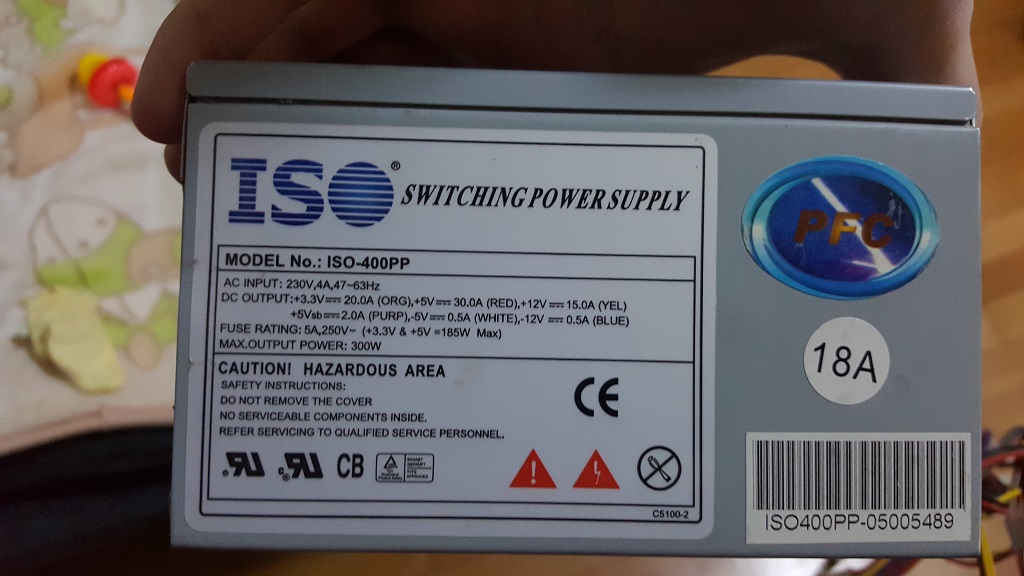 ISO® SWITCHING POWER SUPPLY
MODEL No.: ISO-400PP
AC INPUT: 230V,4A,47~63Hz
DC OUTPUT:+3.3V⎓20.0A (ORG),+5V⎓30.0A (RED),+12V⎓15.0A (YEL)
+5Vsb⎓2.0A (PURP),-5V⎓0.5A (WHITE),-12V⎓0.5A (BLUE)
FUSE RATING: 5A,250V~ (+3.3V & +5V =185W Max)
MAX.OUTPUT POWER: 300W
CAUTION! HAZARDOUS AREA
SAFETY INSTRUCTIONS:
DO NOT REMOVE THE COVER
NO SERVICEABLE COMPONENTS INSIDE.
REFER SERVICING TO QUALIFIED SERVICE PERSONNEL.
CE
CB
C5100-2
PFC
18A
ISO400PP-05005489